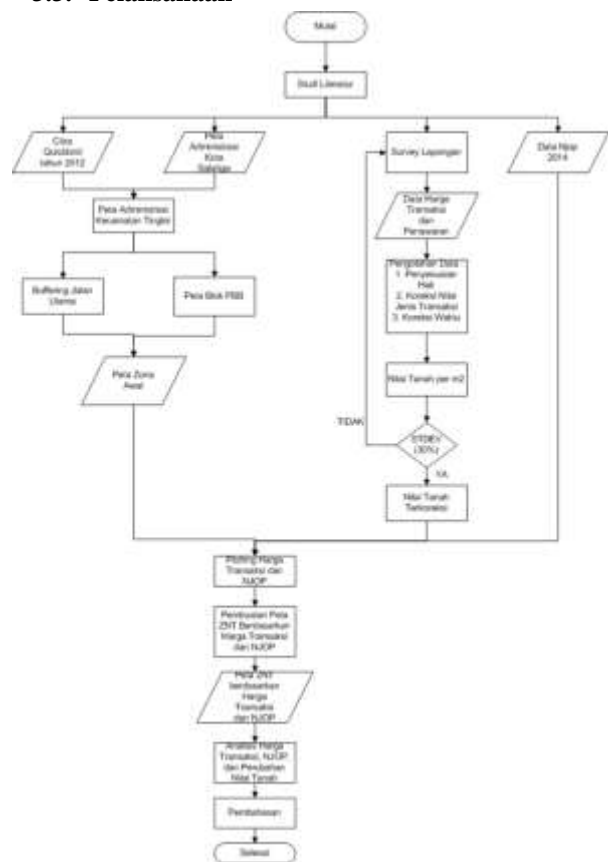 Pelaksanaan
Mulai
Studi Literatur
Citra
Quickbird
tahun 2012
Peta
Administrasi
Kota
Salatiga
Survey Lapangan
Data Njop
2014
Peta Administrasi
Kecamatan Tingkir
Data Harga
Transaksi
dan
Penawaran
Buffering Jalan
Utama
Peta Blok PBB
Pengolahan Data
1. Penyesuaian
Hak
2. Koreksi Nilai
Jenis Transaksi
3. Koreksi Waktu
Peta Zona
Awal
Nilai Tanah per m2
TIDAK
STDEV
(30%)
YA
Nilai Tanah
Terkoreksi
Plotting Harga
Transaksi dan
NJOP
Pembuatan Peta
ZNT Berdasarkan
Harga Transaksi
dan NJOP
Peta ZNT
berdasarkan
Harga
Transaksi
dan NJOP
Analisis Harga
Transaksi, NJOP,
dan Perubahan
Nilai Tanah
Pembahasan
Selesai